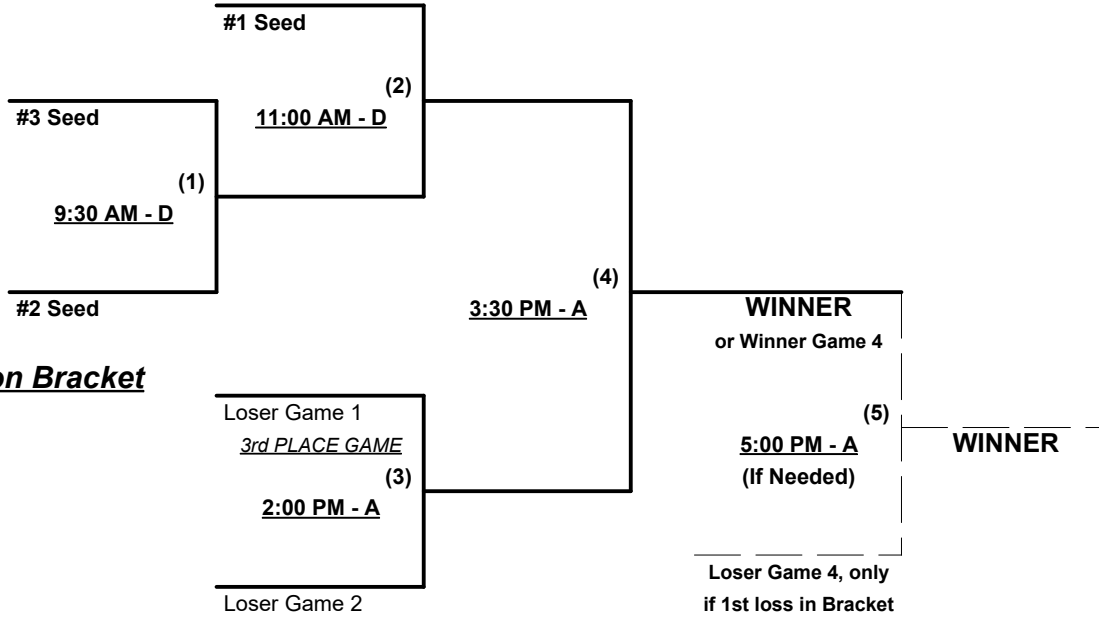 #1 Seed
(2)
11:00 AM - D
#3 Seed
(1)
9:30 AM - D
#2 Seed
(4)
3:30 PM - A
WINNER
or Winner Game 4
(5)
5:00 PM - A
(If Needed)
WINNER
Loser Game 4, only
if 1st loss in Bracket
on Bracket
Loser Game 1
3rd PLACE GAME
(3)
2:00 PM - A
Loser Game 2